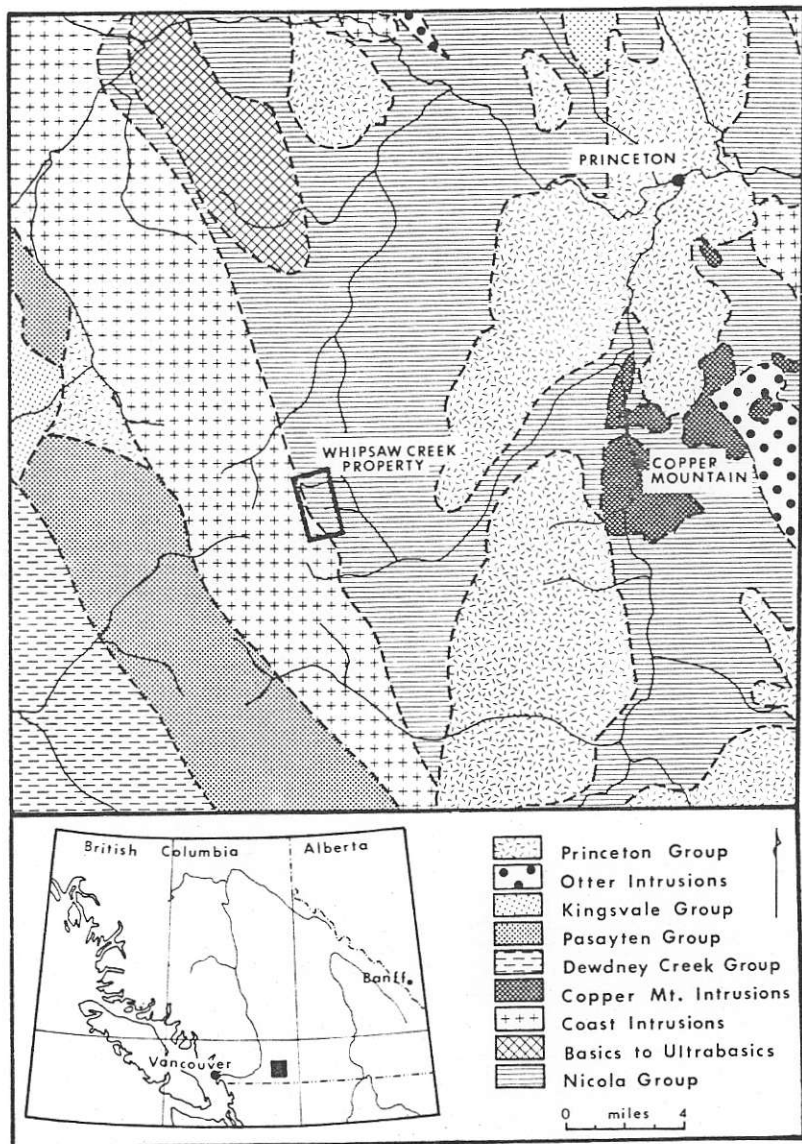 PRINCETON
WHIPSAW CREEK
PROPERTY
COPPER
MOUNTAIN
British Columbia Alberta
Banff
Vancouver
Princeton Group
Otter Intrusions
Kingsvale Group
Pasayten Group
Dewdney Creek Group
Copper Mt. Intrusions
Coast Intrusions
Basics to Ultrabasics
Nicola Group
0 miles 4